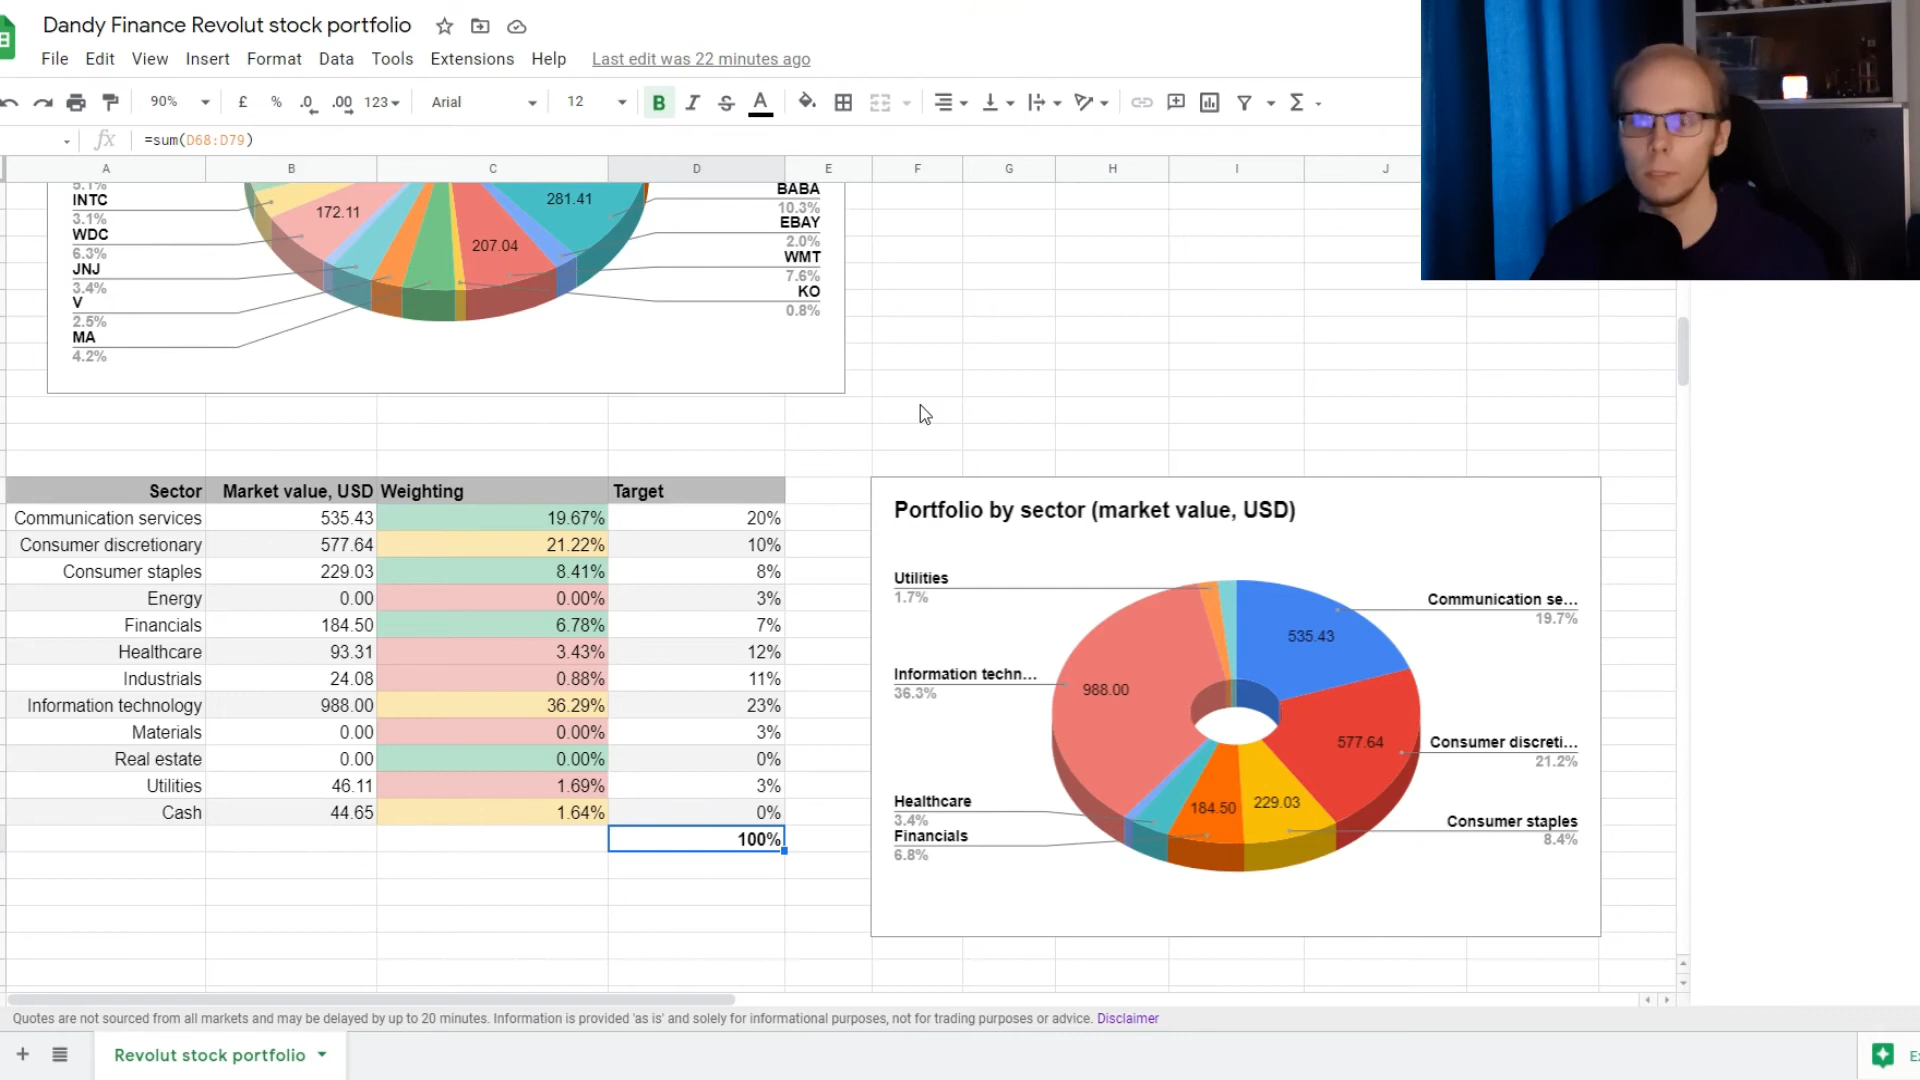 Dandy Finance Revolut stock portfolio
File Edit View Insert Format Data Tools Extensions Help Last edit was 22 minutes ago
90% £ % .0 .00 123 Arial 12 B I S A Σ
fx =sum(D68:D79)
A B C D E F G H I J
5.1%
INTC
3.1%
WDC
6.3%
JNJ
3.4%
V
2.5%
MA
4.2%
172.11
207.04
281.41
BABA
10.3%
EBAY
2.0%
WMT
7.6%
KO
0.8%
Sector Market value, USD Weighting Target
Communication services 535.43 19.67% 20%
Consumer discretionary 577.64 21.22% 10%
Consumer staples 229.03 8.41% 8%
Energy 0.00 0.00% 3%
Financials 184.50 6.78% 7%
Healthcare 93.31 3.43% 12%
Industrials 24.08 0.88% 11%
Information technology 988.00 36.29% 23%
Materials 0.00 0.00% 3%
Real estate 0.00 0.00% 0%
Utilities 46.11 1.69% 3%
Cash 44.65 1.64% 0%
100%
Portfolio by sector (market value, USD)
Utilities
1.7%
Information techn...
36.3%
Healthcare
3.4%
Financials
6.8%
988.00
535.43
577.64
184.50
229.03
Communication se...
19.7%
Consumer discreti...
21.2%
Consumer staples
8.4%
Quotes are not sourced from all markets and may be delayed by up to 20 minutes. Information is provided 'as is' and solely for informational purposes, not for trading purposes or advice. Disclaimer
Revolut stock portfolio